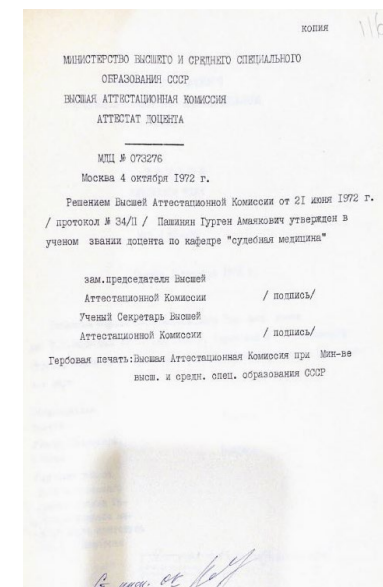 КОПИЯ
МИНИСТЕРСТВО ВЫСШЕГО И СРЕДНЕГО СПЕЦИАЛЬНОГО
ОБРАЗОВАНИЯ СССР
ВЫСШАЯ АТТЕСТАЦИОННАЯ КОМИССИЯ
АТТЕСТАТ ДОЦЕНТА
МДЦ № 073276
Москва 4 октября 1972 г.
Решением Высшей Аттестационной Комиссии от 21 июня 1972 г.
/ протокол № 34/П / Пашинян Гурген Амаякович утвержден в
ученом звании доцента по кафедре "судебная медицина"
зам.председателя Высшей
Аттестационной Комиссии / подпись/
Ученый Секретарь Высшей
Аттестационной Комиссии / подпись/
Гербовая печать:Высшая Аттестационная Комиссия при Мин-ве
высш. и средн. спец. образования СССР